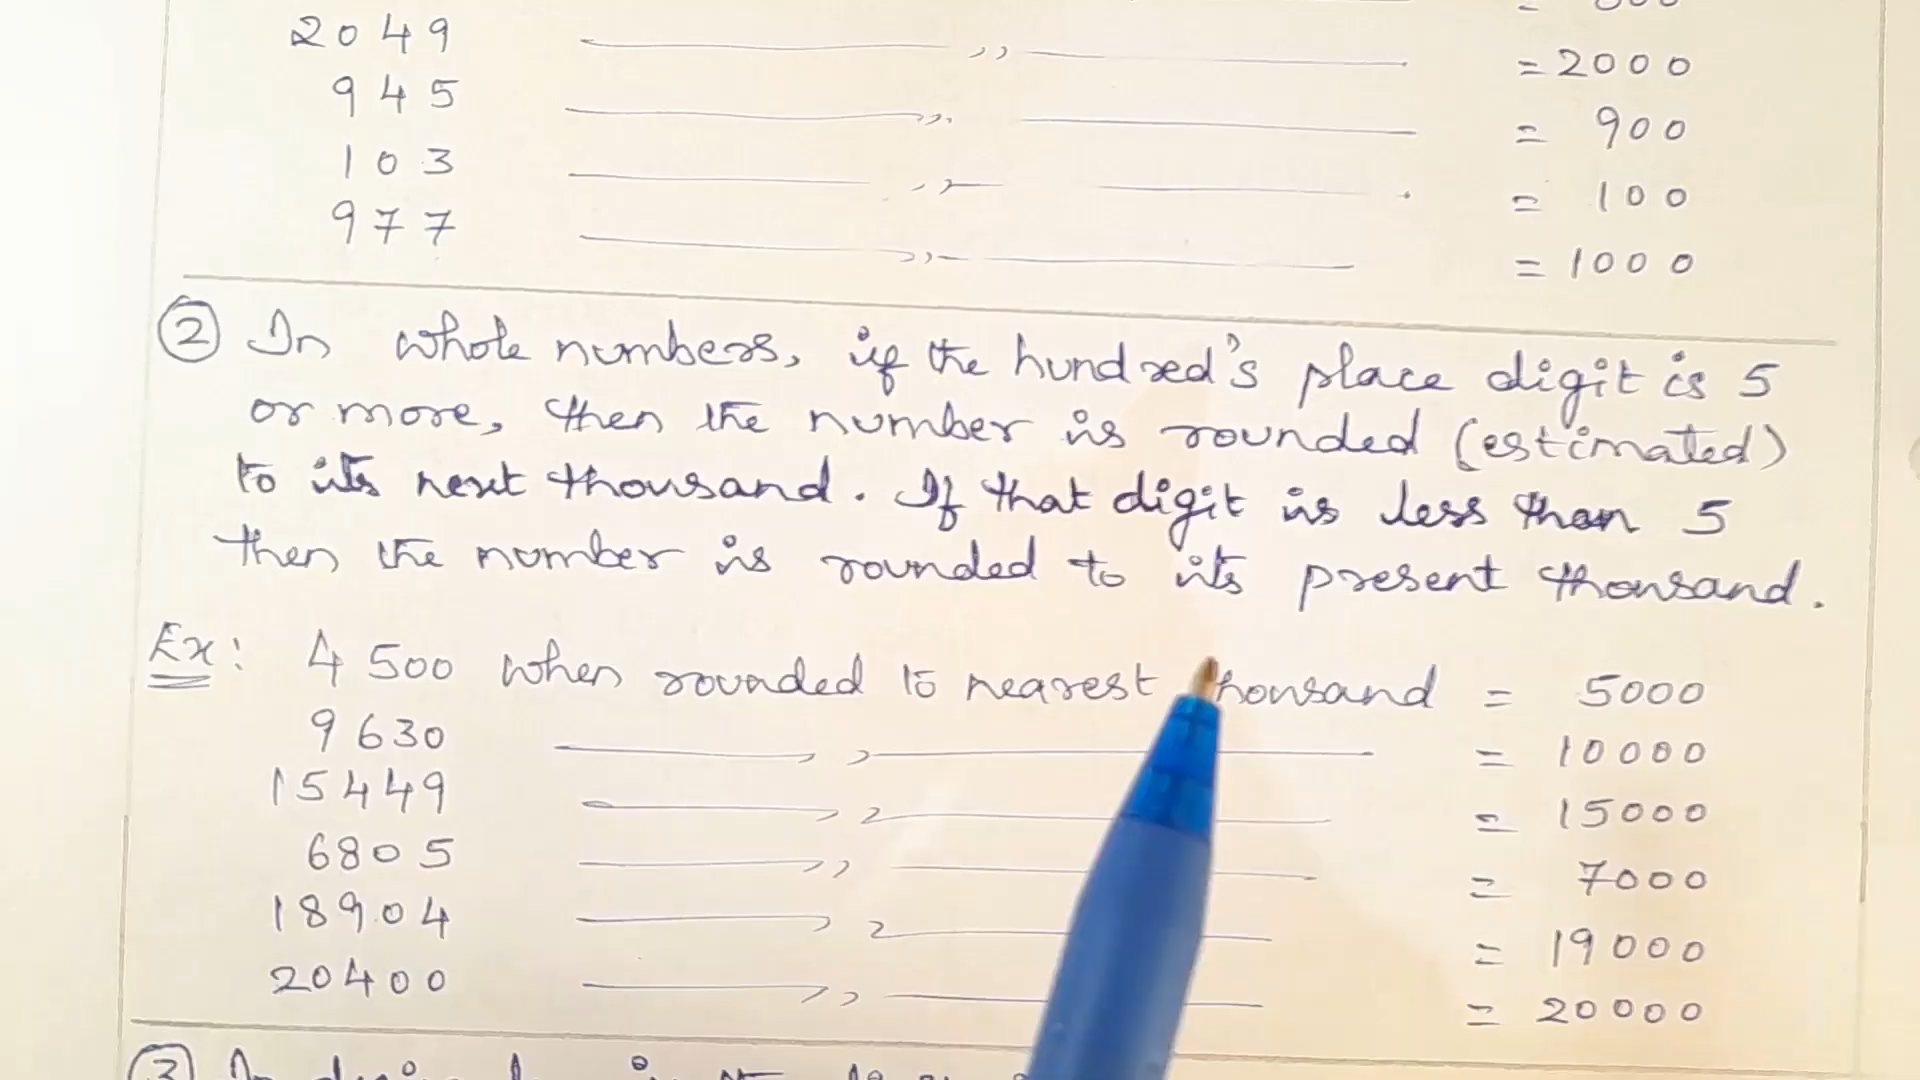 2049 ——— ,, ——— = 2000
945 ——— ,, ——— = 900
103 ——— ,, ——— = 100
977 ——— ,, ——— = 1000
② In whole numbers, if the hundred's place digit is 5
or more, then the number is rounded (estimated)
to its next thousand. If that digit is less than 5
then the number is rounded to its present thousand.
Ex: 4500 when rounded to nearest thousand = 5000
9630 ——— ,, ——— = 10000
15449 ——— ,, ——— = 15000
6805 ——— ,, ——— = 7000
18904 ——— ,, ——— = 19000
20400 ——— ,, ——— = 20000
③ In